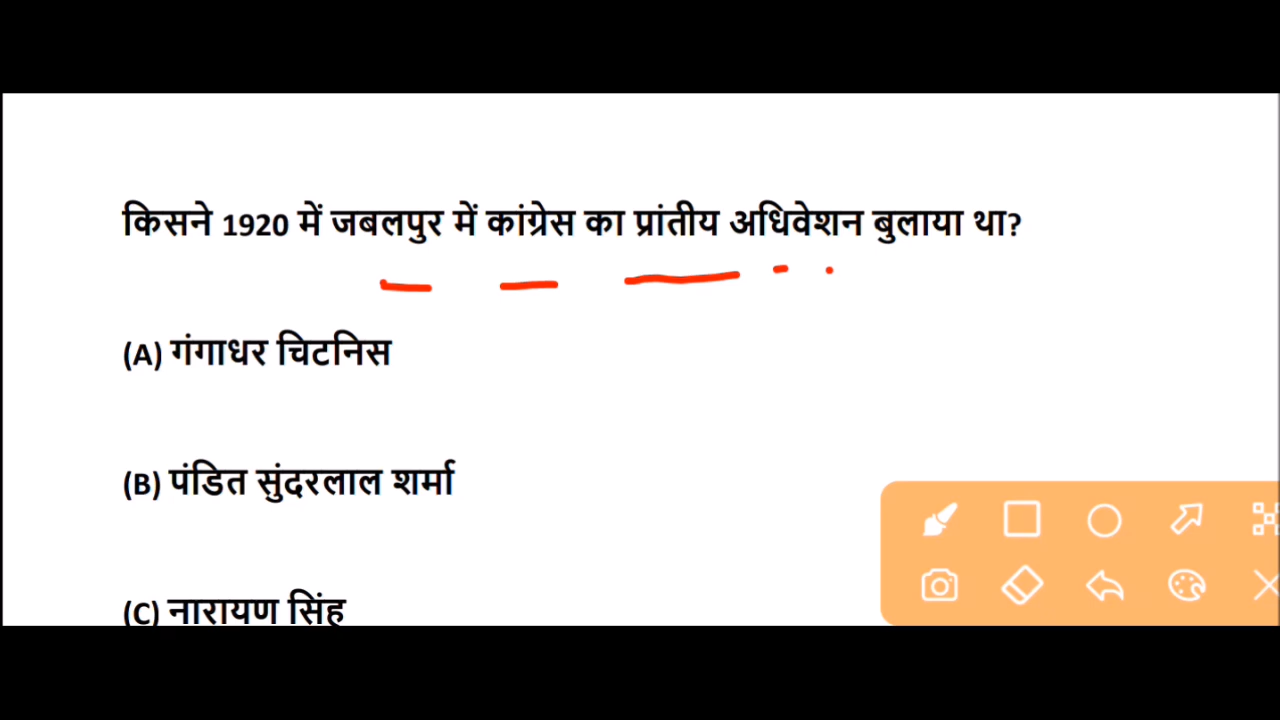 किसने 1920 में जबलपुर में कांग्रेस का प्रांतीय अधिवेशन बुलाया था?
(A) गंगाधर चिटनिस
(B) पंडित सुंदरलाल शर्मा
(C) नारायण सिंह